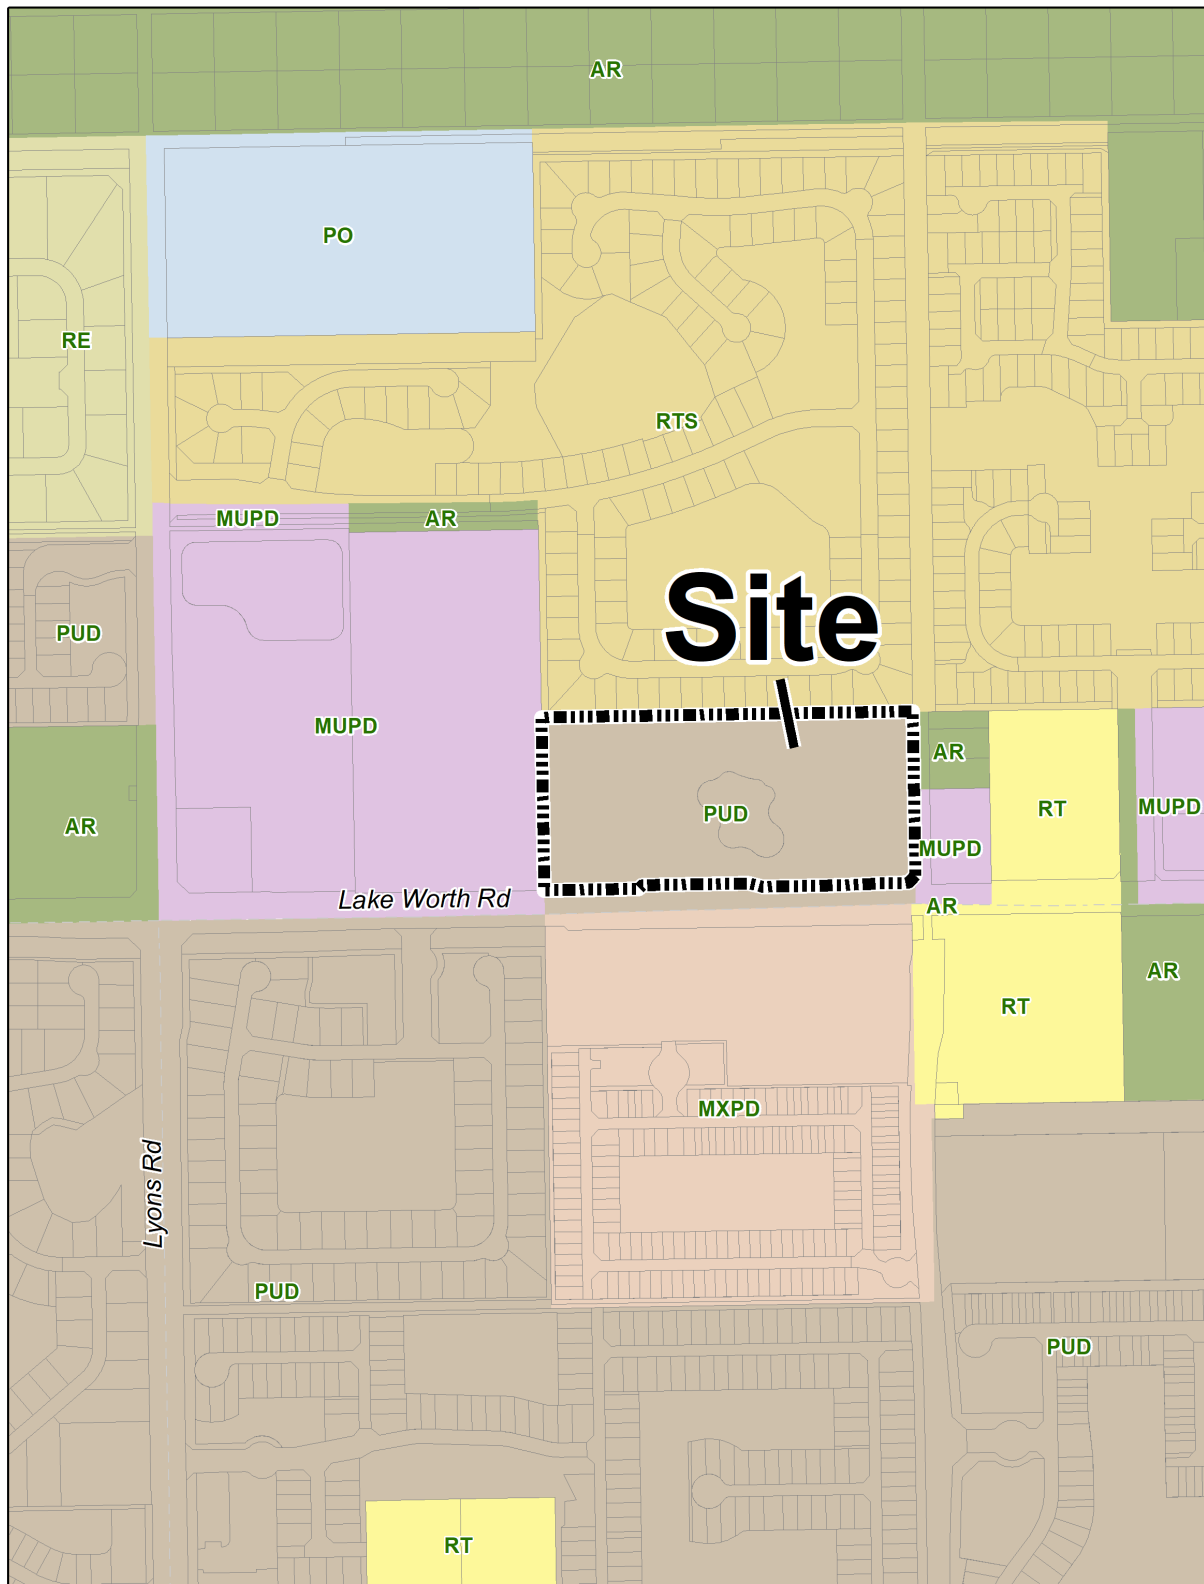 AR
PO
RE
RTS
MUPD
AR
Site
PUD
MUPD
AR
PUD
RT
MUPD
AR
MUPD
Lake Worth Rd
AR
AR
RT
MXPD
Lyons Rd
PUD
PUD
RT